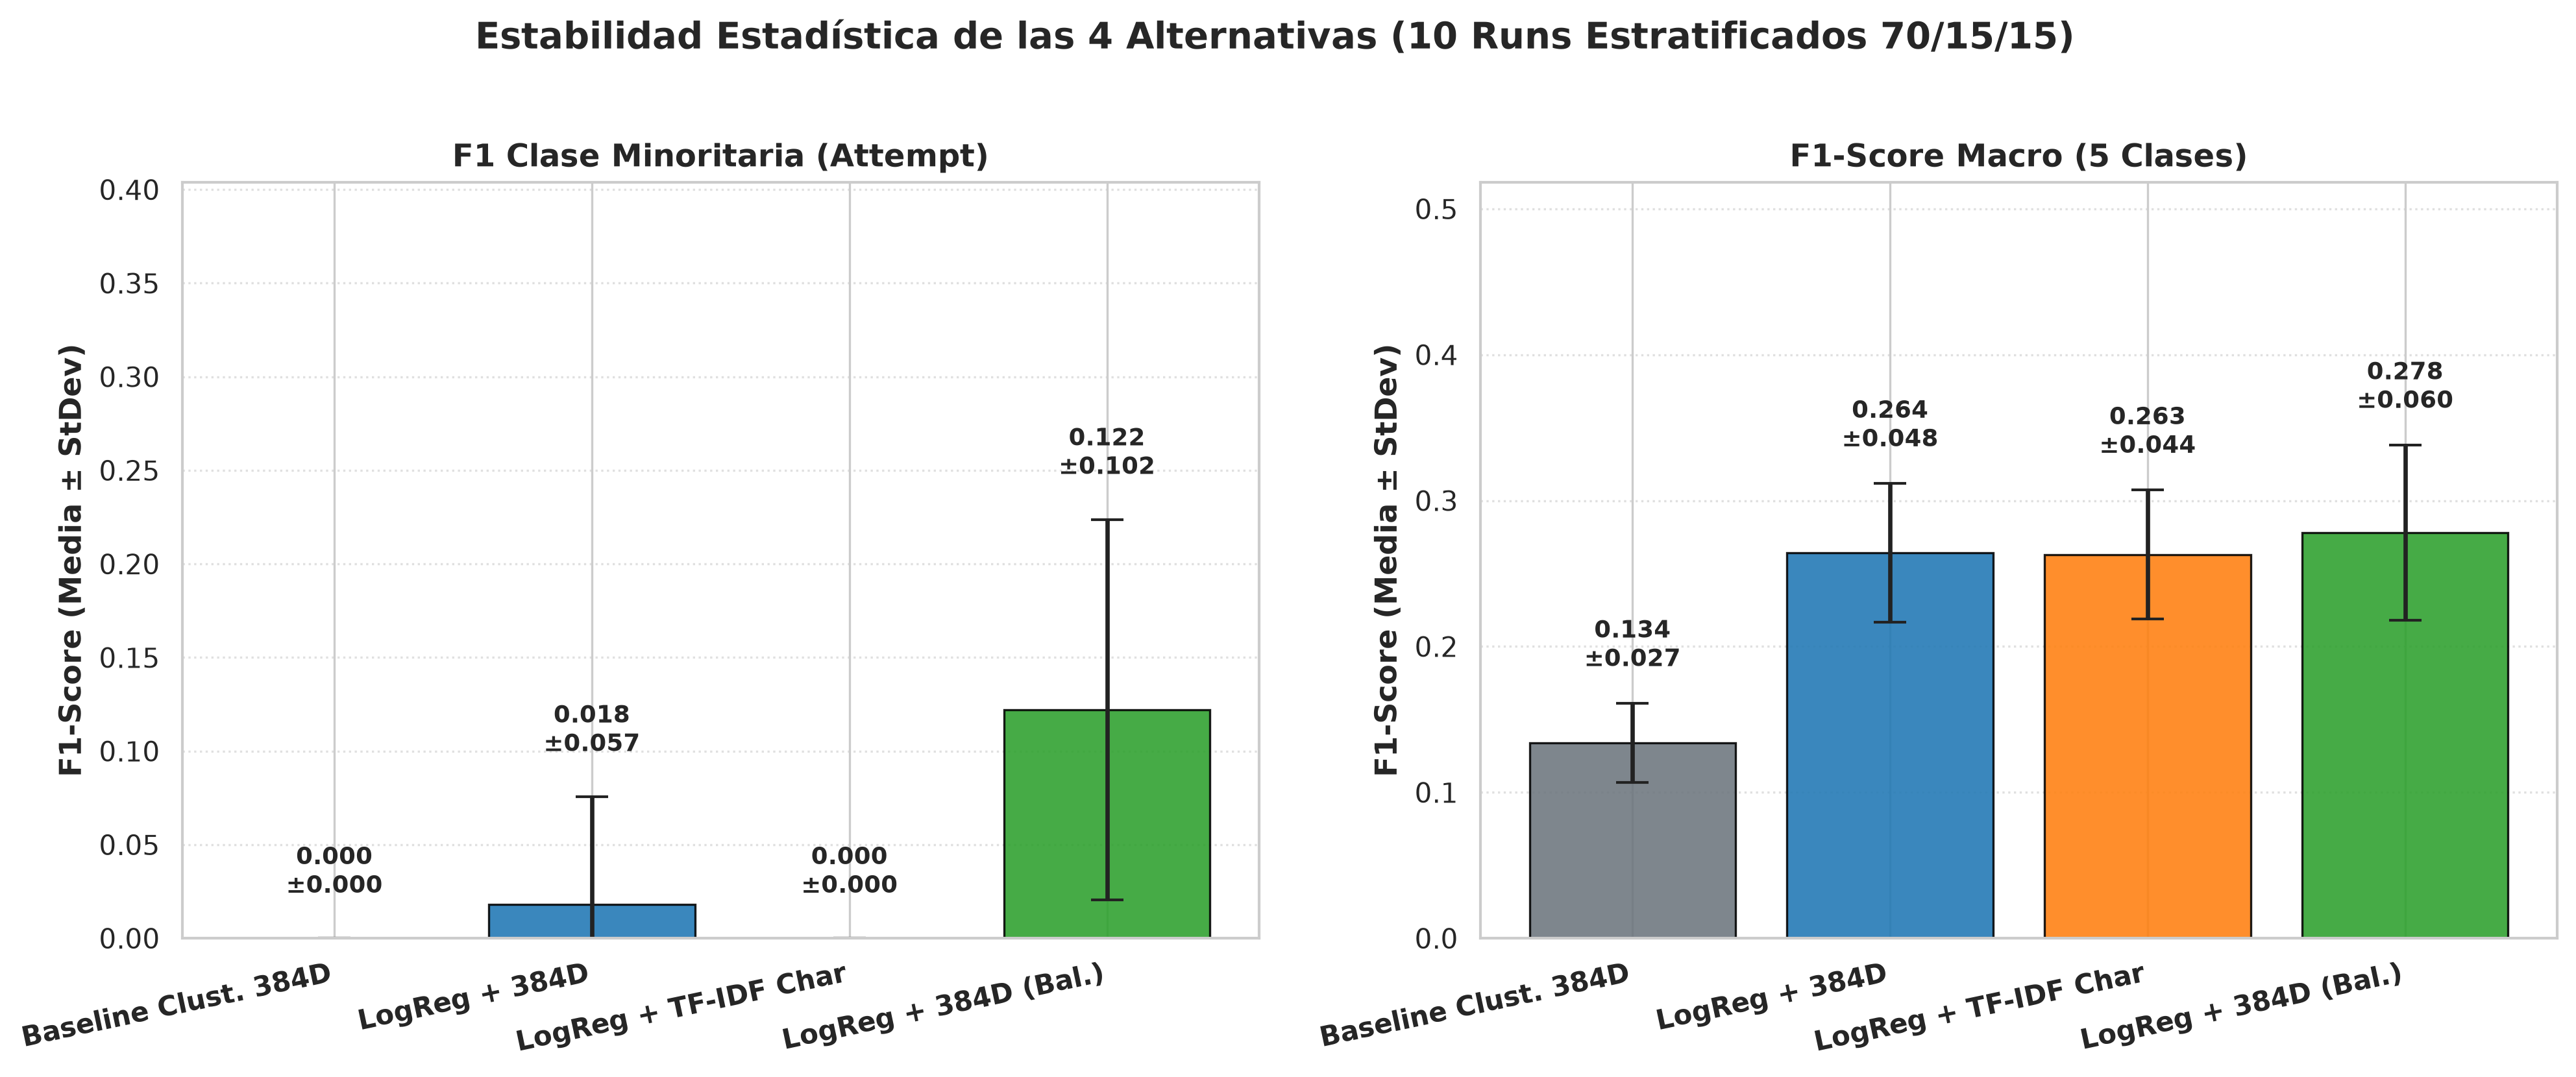 Estabilidad Estadística de las 4 Alternativas (10 Runs Estratificados 70/15/15)
F1 Clase Minoritaria (Attempt)
F1-Score (Media ± StDev)
0.40
0.35
0.30
0.25
0.20
0.15
0.10
0.05
0.00
0.000
±0.000
0.018
±0.057
0.000
±0.000
0.122
±0.102
Baseline Clust. 384D
LogReg + 384D
LogReg + TF-IDF Char
LogReg + 384D (Bal.)
F1-Score Macro (5 Clases)
F1-Score (Media ± StDev)
0.5
0.4
0.3
0.2
0.1
0.0
0.134
±0.027
0.264
±0.048
0.263
±0.044
0.278
±0.060
Baseline Clust. 384D
LogReg + 384D
LogReg + TF-IDF Char
LogReg + 384D (Bal.)